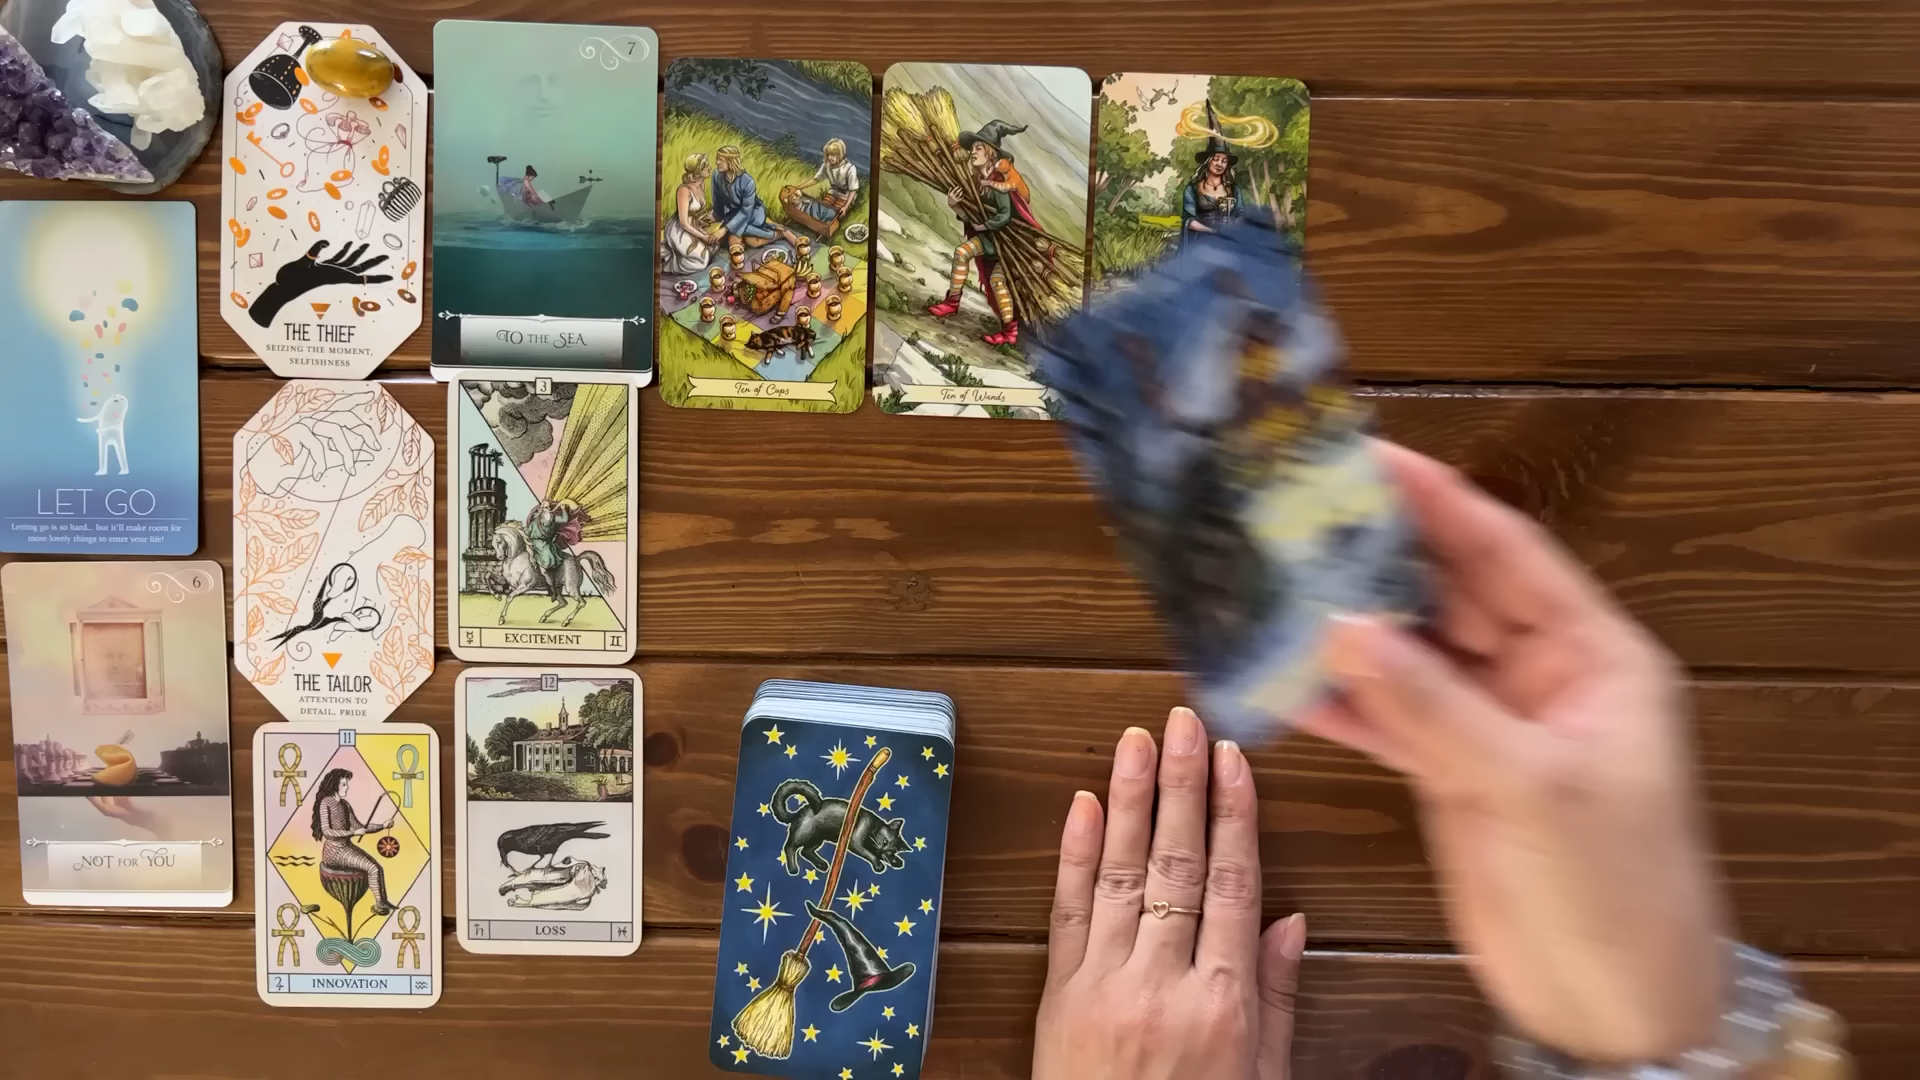 THE THIEF
SEIZING THE MOMENT,
SELFISHNESS
7
TO THE SEA
Ten of Cups
Ten of Wands
LET GO
Letting go is so hard... but it'll make room for
more lovely things to enter your life!
THE TAILOR
ATTENTION TO
DETAIL, PRIDE
3
EXCITEMENT
6
NOT FOR YOU
11
INNOVATION
12
LOSS